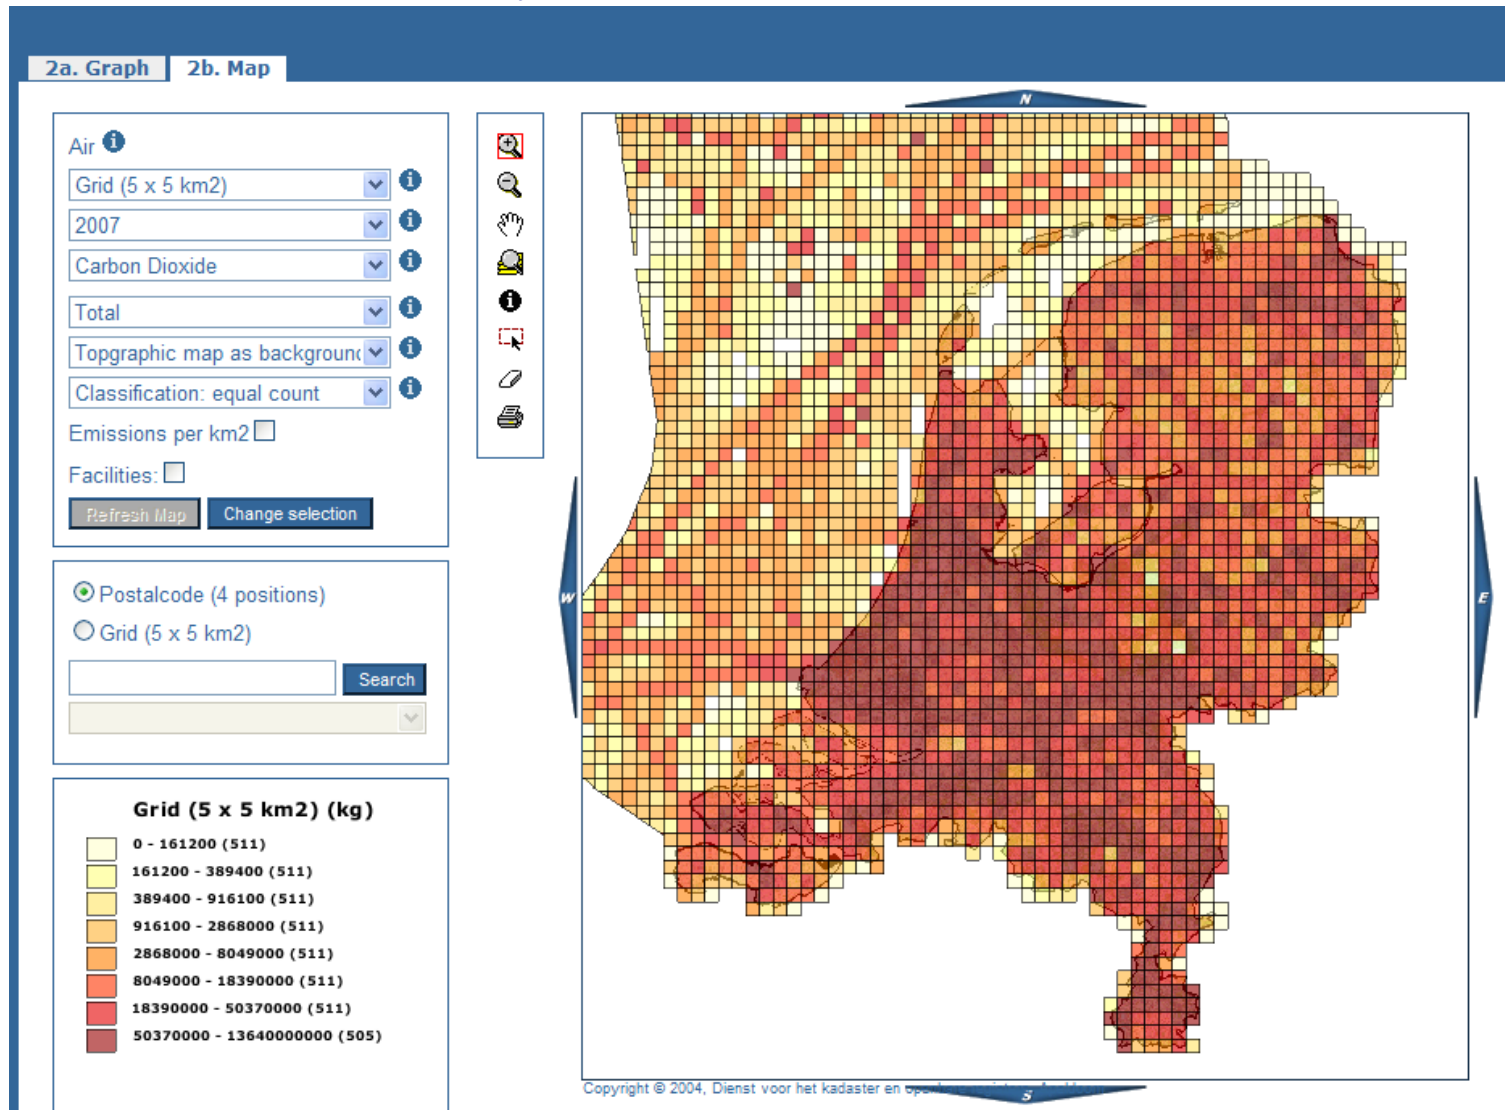 2a. Graph 2b. Map
N
Air
Grid (5 x 5 km2)
2007
Carbon Dioxide
Total
Topgraphic map as background
Classification: equal count
Emissions per km2
Facilities:
Refresh Map Change selection
W
E
Postalcode (4 positions)
Grid (5 x 5 km2)
Search
Grid (5 x 5 km2) (kg)
0 - 161200 (511)
161200 - 389400 (511)
389400 - 916100 (511)
916100 - 2868000 (511)
2868000 - 8049000 (511)
8049000 - 18390000 (511)
18390000 - 50370000 (511)
50370000 - 13640000000 (505)
Copyright © 2004, Dienst voor het kadaster en
S